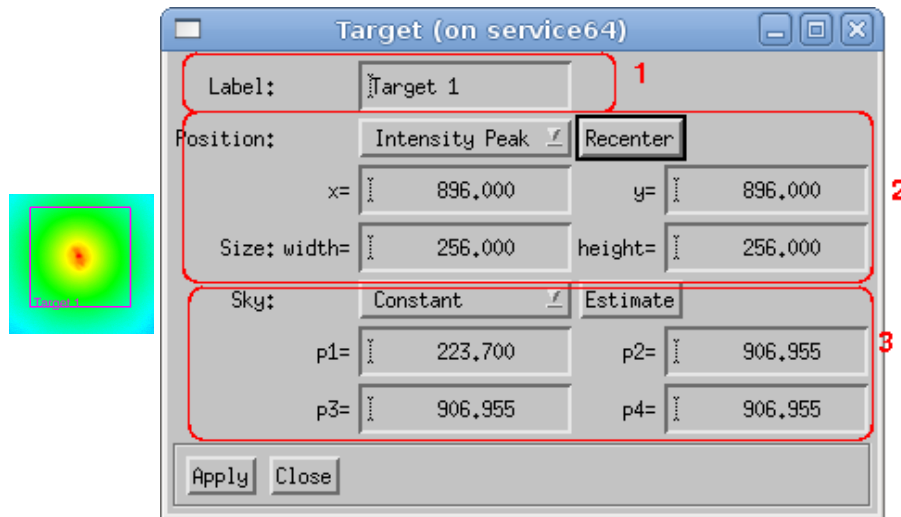 Target (on service64)
Label: Target 1 1
Position: Intensity Peak Recenter
x= 896.000 y= 896.000 2
Size: width= 256.000 height= 256.000
Target 1
Sky: Constant Estimate
p1= 223.700 p2= 906.955 3
p3= 906.955 p4= 906.955
Apply Close